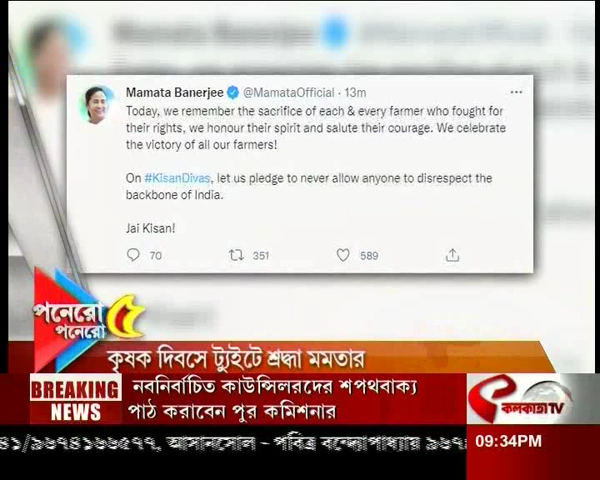 Mamata Banerjee @MamataOfficial · 13m
Today, we remember the sacrifice of each & every farmer who fought for
their rights, we honour their spirit and salute their courage. We celebrate
the victory of all our farmers!
On #KisanDivas, let us pledge to never allow anyone to disrespect the
backbone of India.
Jai Kisan!
70 351 589
পনেরো
পনেরো ৫
কৃষক দিবসে ট্যুইটে শ্রদ্ধা মমতার
BREAKING
NEWS
নবনির্বাচিত কাউন্সিলরদের শপথবাক্য
পাঠ করাবেন পুর কমিশনার
কলকাতা TV
৪১/৯৬৭৪১৬৬৫৭৭, আসানসোল - পবিত্র বন্দ্যোপাধ্যায় ৯৬৭
09:34PM